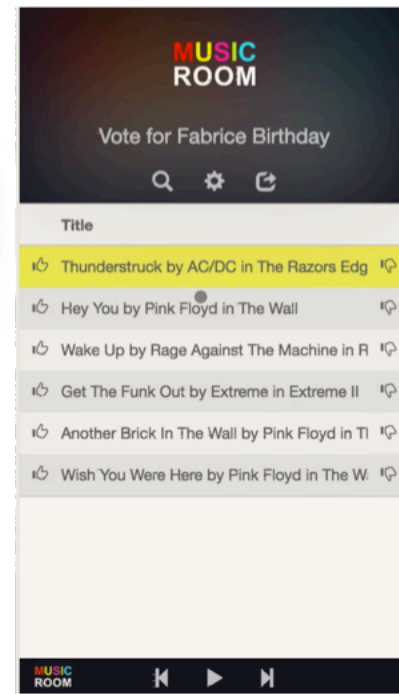 MUSIC
ROOM
Vote for Fabrice Birthday
Title
Thunderstruck by AC/DC in The Razors Edg
Hey You by Pink Floyd in The Wall
Wake Up by Rage Against The Machine in R
Get The Funk Out by Extreme in Extreme II
Another Brick In The Wall by Pink Floyd in Tl
Wish You Were Here by Pink Floyd in The W
MUSIC
ROOM